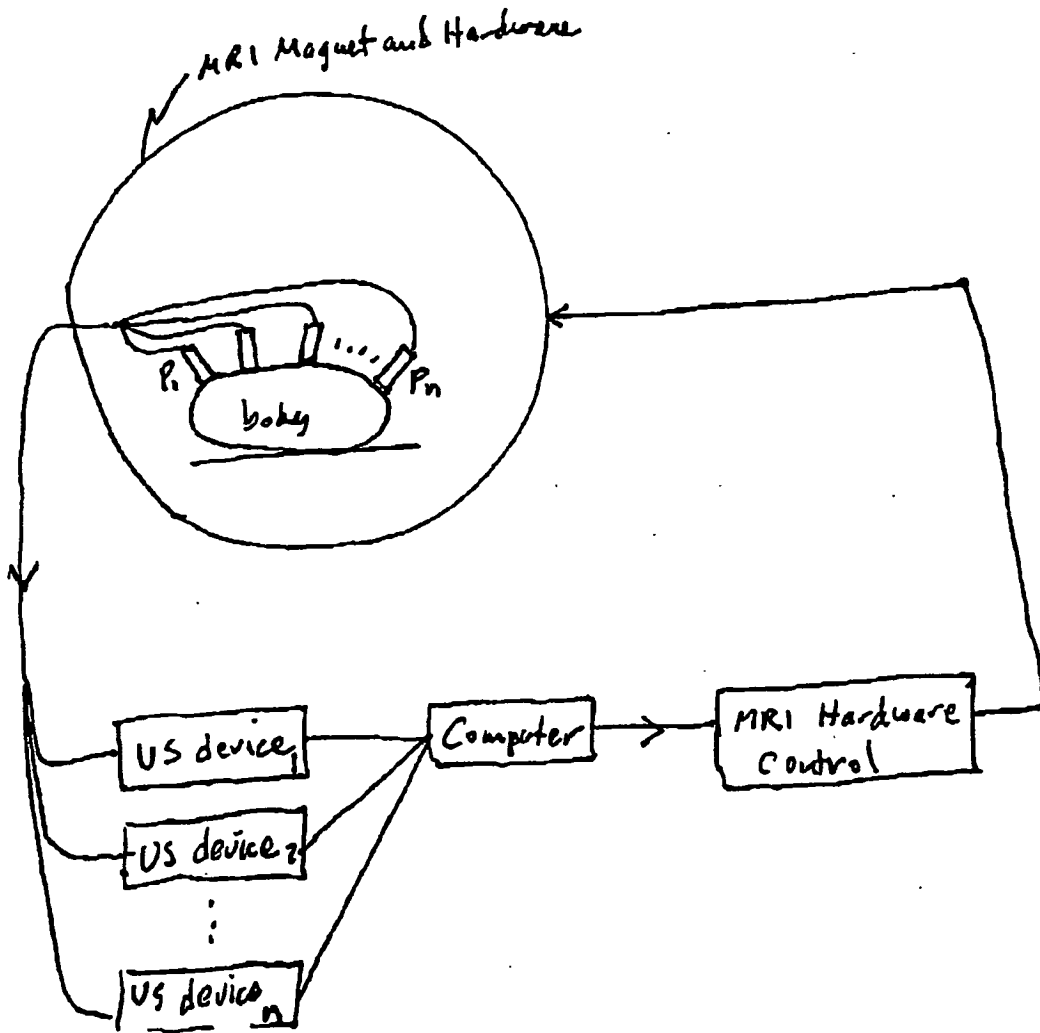 MRI Magnet and Hardware
P₁
....
Pn
body
US device₁
Computer
MRI Hardware
Control
US device₂
⋮
US deviceₙ